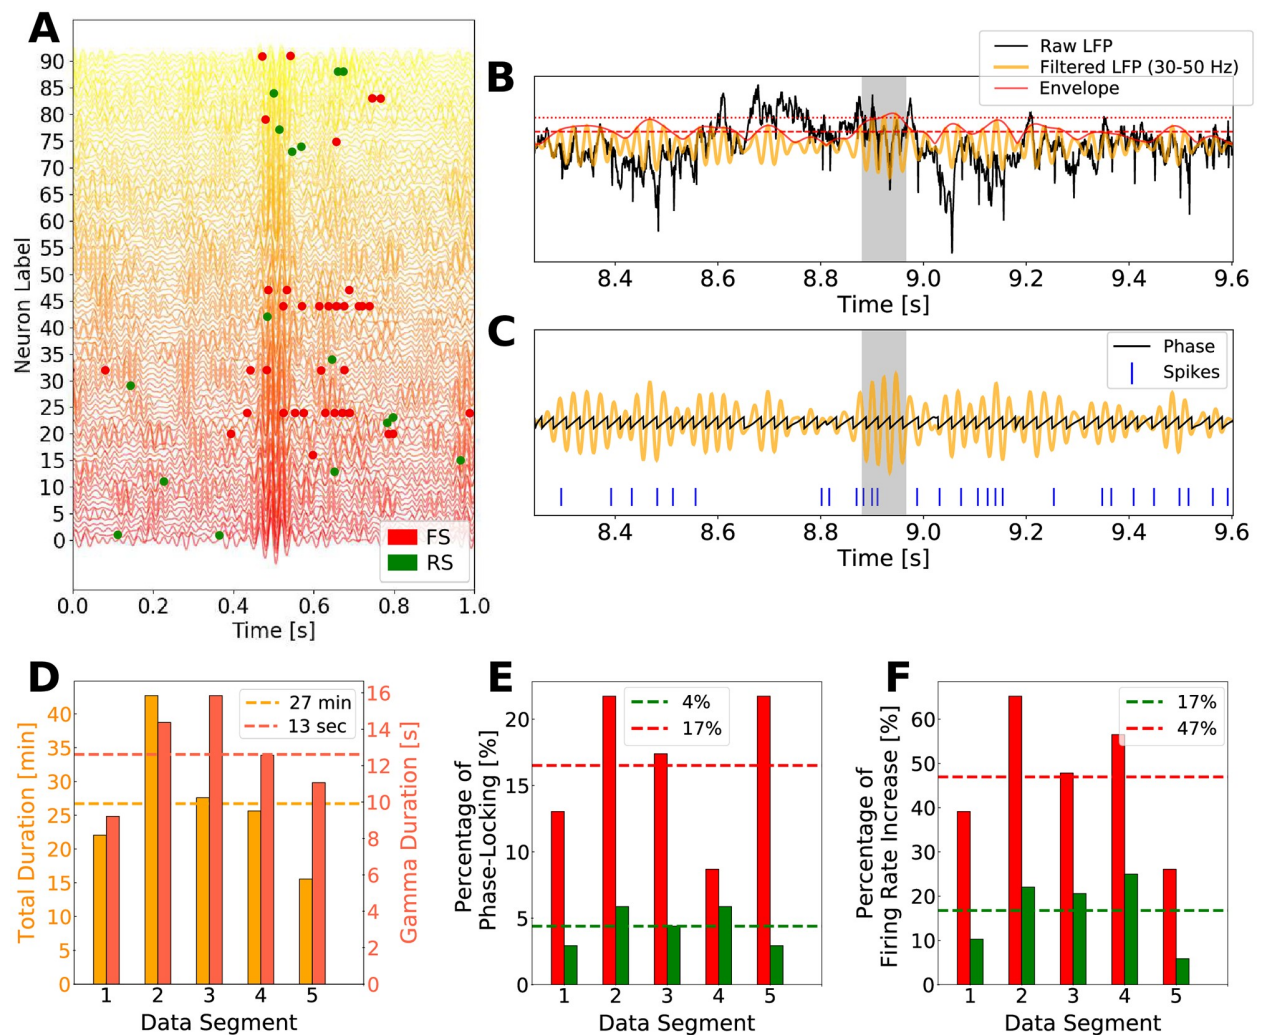 A
Neuron Label
90
85
80
75
70
65
60
55
50
45
40
35
30
25
20
15
10
5
0
FS
RS
0.0 0.2 0.4 0.6 0.8 1.0
Time [s]
B
Raw LFP
Filtered LFP (30-50 Hz)
Envelope
8.4 8.6 8.8 9.0 9.2 9.4 9.6
Time [s]
C
Phase
Spikes
8.4 8.6 8.8 9.0 9.2 9.4 9.6
Time [s]
D
Total Duration [min]
40
35
30
25
20
15
10
5
0
27 min
13 sec
16
14
12
10
8
6
4
2
0
Gamma Duration [s]
1 2 3 4 5
Data Segment
E
Percentage of
Phase-Locking [%]
20
15
10
5
0
4%
17%
1 2 3 4 5
Data Segment
F
Percentage of
Firing Rate Increase [%]
60
50
40
30
20
10
0
17%
47%
1 2 3 4 5
Data Segment